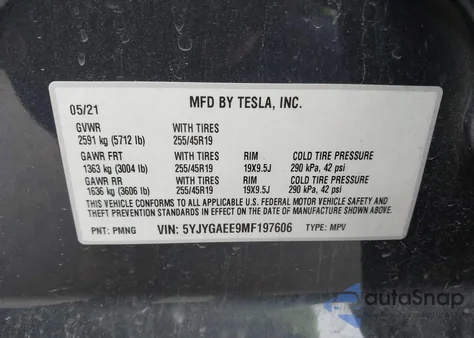 MFD BY TESLA, INC.
05/21
GVWR WITH TIRES
2591 kg (5712 lb) 255/45R19
GAWR FRT WITH TIRES RIM COLD TIRE PRESSURE
1363 kg (3004 lb) 255/45R19 19X9.5J 290 kPa, 42 psi
GAWR RR WITH TIRES RIM COLD TIRE PRESSURE
1636 kg (3606 lb) 255/45R19 19X9.5J 290 kPa, 42 psi
THIS VEHICLE CONFORMS TO ALL APPLICABLE U.S. FEDERAL MOTOR VEHICLE SAFETY AND
THEFT PREVENTION STANDARDS IN EFFECT ON THE DATE OF MANUFACTURE SHOWN ABOVE.
PNT: PMNG VIN: 5YJYGAEE9MF197606 TYPE: MPV
autoSnap